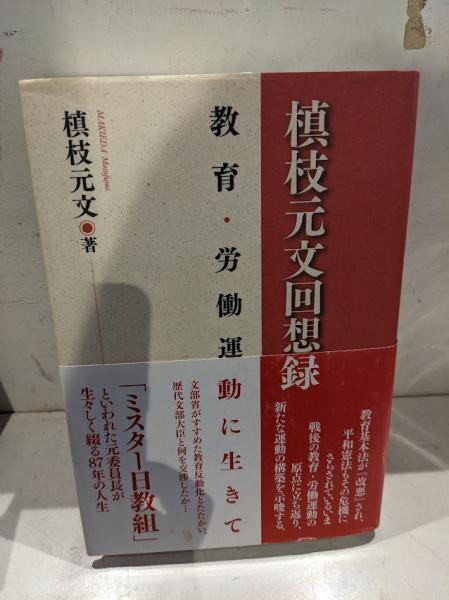 槙枝元文回想録
教育・労働運動に生きて
MAKIEDA Motofumi
槙枝元文◉著
教育基本法が「改悪」され、
平和憲法もその危機に
さらされているいま
戦後の教育・労働運動の
原点に立ち返り、
新たな運動の構築を示唆する。
文部省がすすめた教育反動化とたたかい、
歴代文部大臣と何を交渉したか…
「ミスター日教組」
といわれた元委員長が
生々しく綴る87年の人生